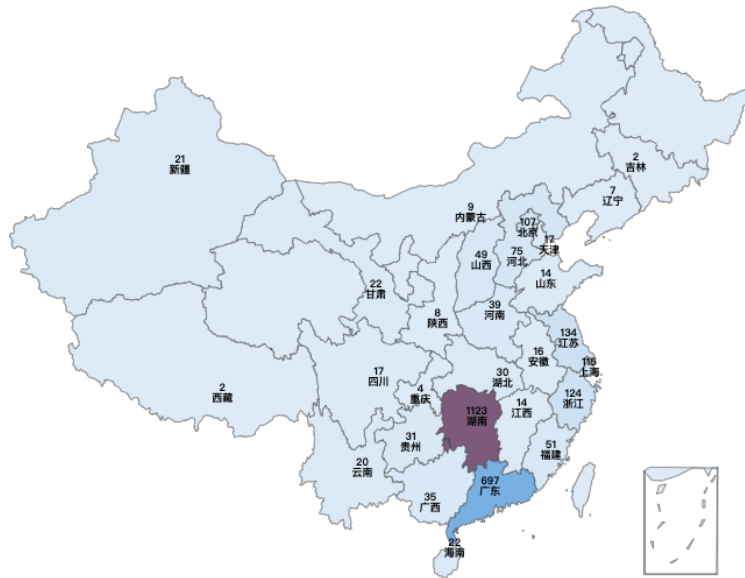 2
吉林
21
新疆
7
辽宁
9
内蒙古
107
北京
17
天津
49
山西
75
河北
14
山东
22
甘肃
39
河南
8
陕西
134
江苏
16
安徽
上海
17
四川
30
湖北
2
西藏
4
重庆
124
浙江
1123
湖南
14
江西
31
贵州
51
福建
20
云南
697
广东
35
广西
22
海南